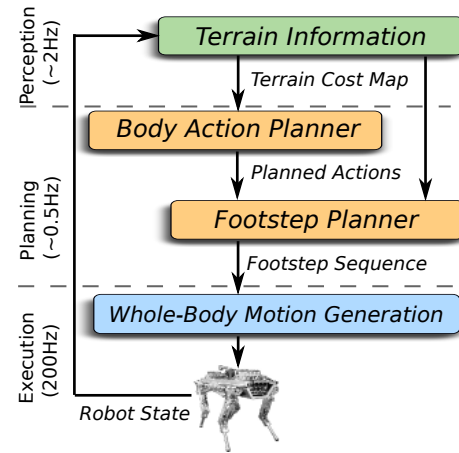 Perception
(~2Hz)
Terrain Information
Terrain Cost Map
Body Action Planner
Planned Actions
Planning
(~0.5Hz)
Footstep Planner
Footstep Sequence
Execution
(200Hz)
Whole-Body Motion Generation
Robot State